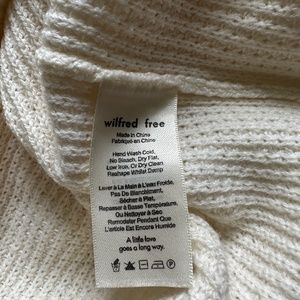 wilfred free
Made in China
Fabriqué en Chine
Hand Wash Cold,
No Bleach, Dry Flat,
Low Iron, Or Dry Clean
Reshape Whilst Damp
Laver à La Main à L'eau Froide,
Pas De Blanchiment,
Sécher à Plat,
Repasser à Basse Température,
Ou Nettoyer à Sec
Remodeler Pendant Que
L'article Est Encore Humide
A little love
goes a long way.